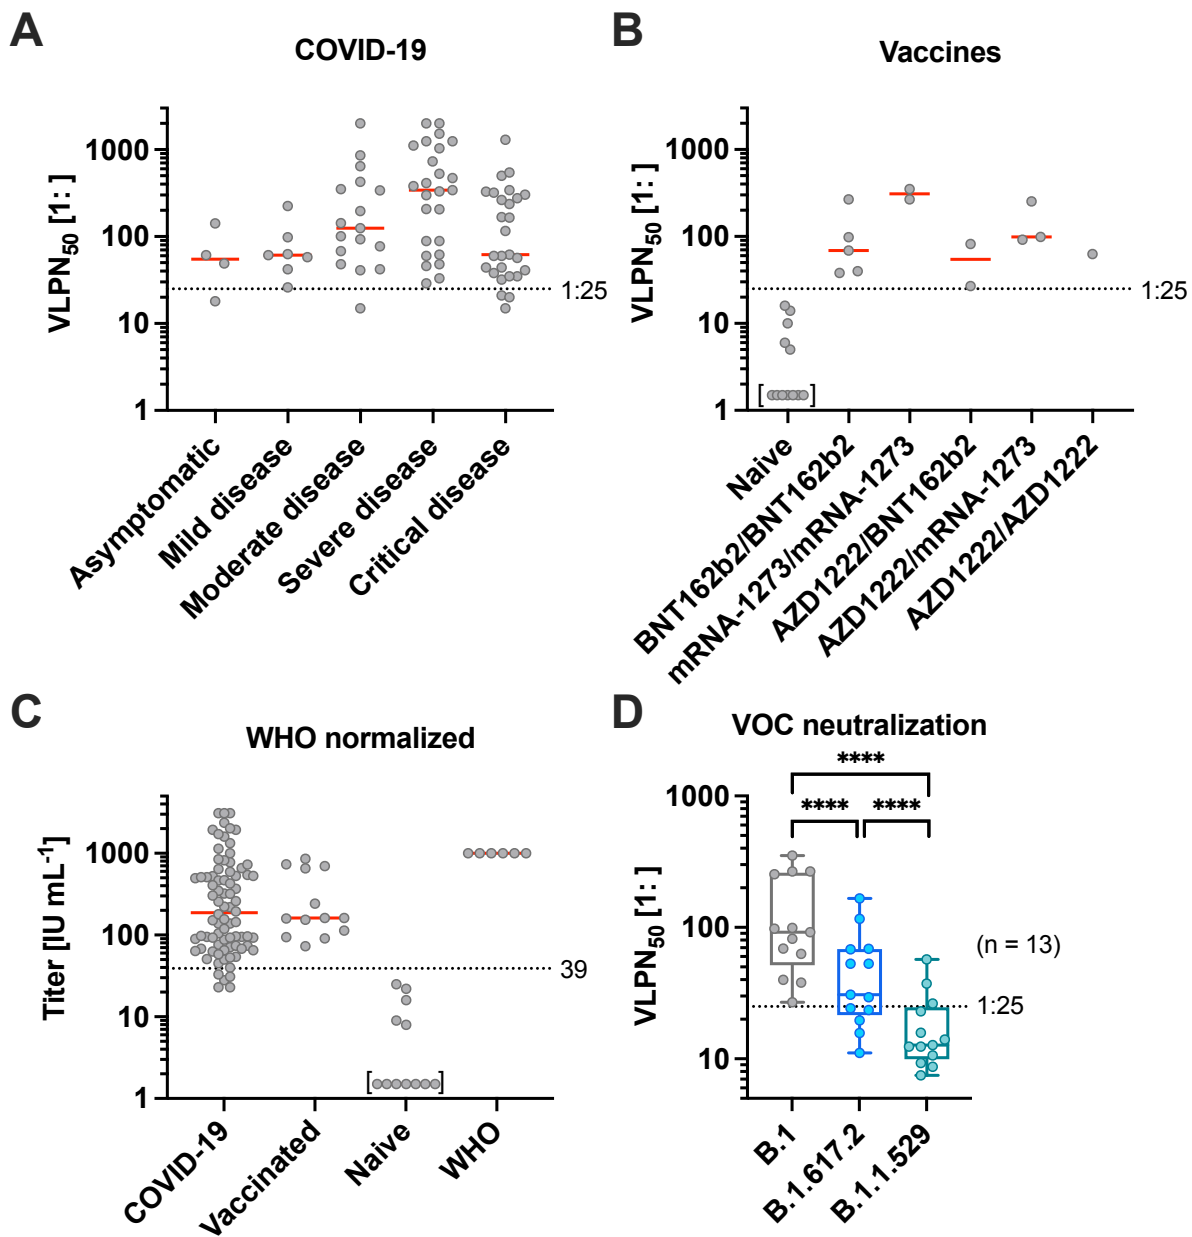 A
COVID-19
VLPN50 [1: ]
1000
100
10
1
1:25
Asymptomatic
Mild disease
Moderate disease
Severe disease
Critical disease
B
Vaccines
VLPN50 [1: ]
1000
100
10
1
1:25
[ ]
Naive
BNT162b2/BNT162b2
mRNA-1273/mRNA-1273
AZD1222/BNT162b2
AZD1222/mRNA-1273
AZD1222/AZD1222
C
WHO normalized
Titer [IU mL-1]
1000
100
10
1
39
[ ]
COVID-19
Vaccinated
Naive
WHO
D
VOC neutralization
****
**** ****
VLPN50 [1: ]
1000
100
10
(n = 13)
1:25
B.1
B.1.617.2
B.1.1.529